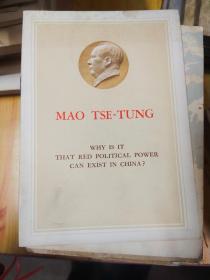 MAO TSE-TUNG
WHY IS IT
THAT RED POLITICAL POWER
CAN EXIST IN CHINA?